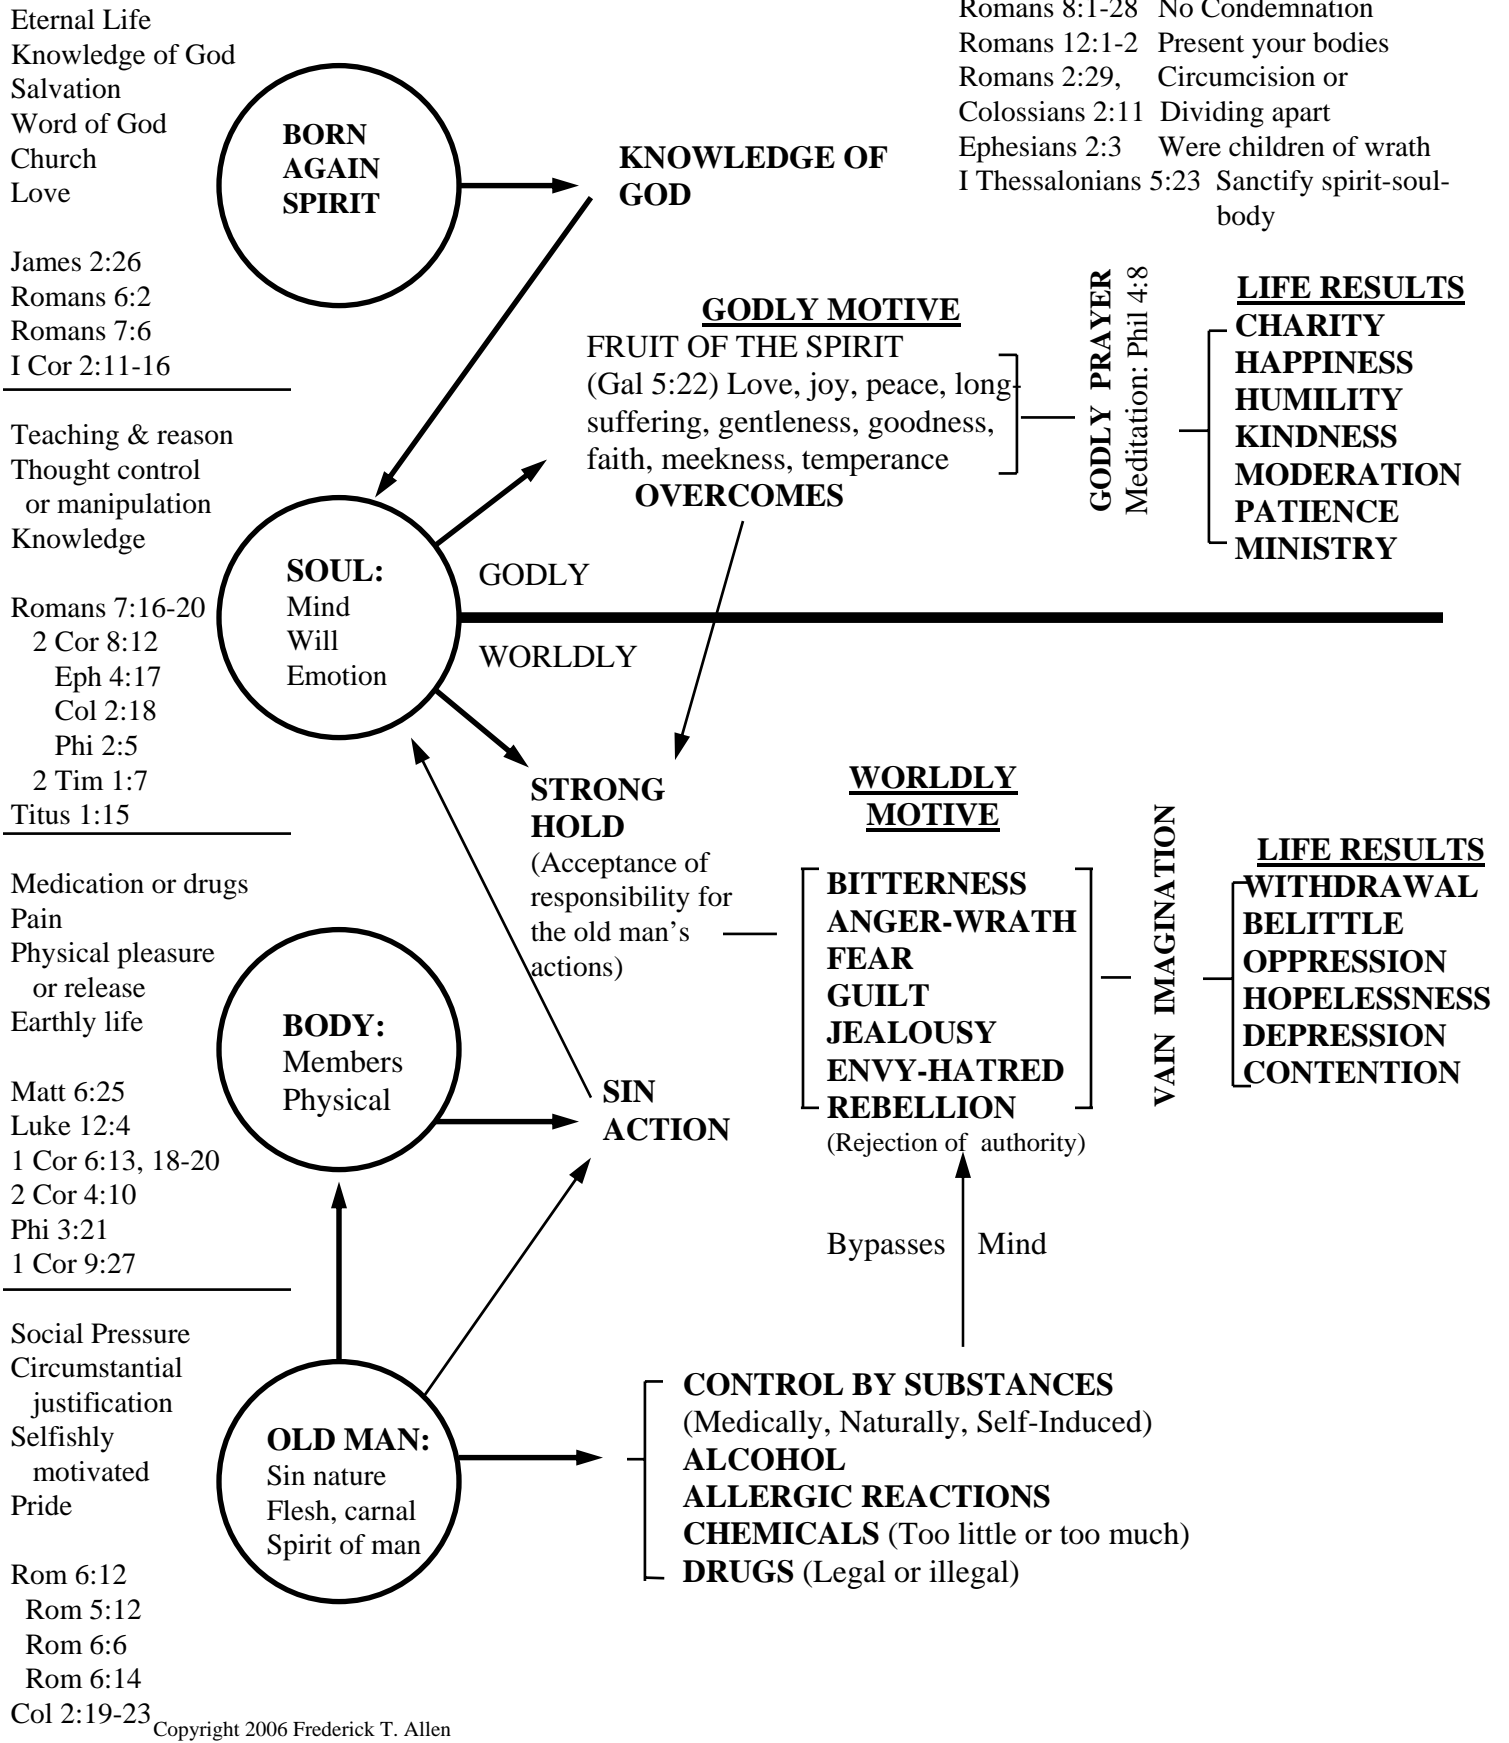 Eternal Life
Knowledge of God
Salvation
Word of God
Church
Love
James 2:26
Romans 6:2
Romans 7:6
I Cor 2:11-16
BORN
AGAIN
SPIRIT
KNOWLEDGE OF
GOD
Romans 8:1-28 No Condemnation
Romans 12:1-2 Present your bodies
Romans 2:29, Circumcision or
Colossians 2:11 Dividing apart
Ephesians 2:3 Were children of wrath
I Thessalonians 5:23 Sanctify spirit-soul-
body
GODLY MOTIVE
FRUIT OF THE SPIRIT
(Gal 5:22) Love, joy, peace, long-
suffering, gentleness, goodness,
faith, meekness, temperance
OVERCOMES
GODLY PRAYER
Meditation: Phil 4:8
LIFE RESULTS
CHARITY
HAPPINESS
HUMILITY
KINDNESS
MODERATION
PATIENCE
MINISTRY
Teaching & reason
Thought control
or manipulation
Knowledge
Romans 7:16-20
2 Cor 8:12
Eph 4:17
Col 2:18
Phi 2:5
2 Tim 1:7
Titus 1:15
SOUL:
Mind
Will
Emotion
GODLY
WORLDLY
STRONG
HOLD
(Acceptance of
responsibility for
the old man’s
actions)
WORLDLY
MOTIVE
BITTERNESS
ANGER-WRATH
FEAR
GUILT
JEALOUSY
ENVY-HATRED
REBELLION
(Rejection of authority)
VAIN IMAGINATION
LIFE RESULTS
WITHDRAWAL
BELITTLE
OPPRESSION
HOPELESSNESS
DEPRESSION
CONTENTION
Medication or drugs
Pain
Physical pleasure
or release
Earthly life
Matt 6:25
Luke 12:4
1 Cor 6:13, 18-20
2 Cor 4:10
Phi 3:21
1 Cor 9:27
BODY:
Members
Physical
SIN
ACTION
Bypasses Mind
Social Pressure
Circumstantial
justification
Selfishly
motivated
Pride
Rom 6:12
Rom 5:12
Rom 6:6
Rom 6:14
Col 2:19-23
OLD MAN:
Sin nature
Flesh, carnal
Spirit of man
CONTROL BY SUBSTANCES
(Medically, Naturally, Self-Induced)
ALCOHOL
ALLERGIC REACTIONS
CHEMICALS (Too little or too much)
DRUGS (Legal or illegal)
Copyright 2006 Frederick T. Allen